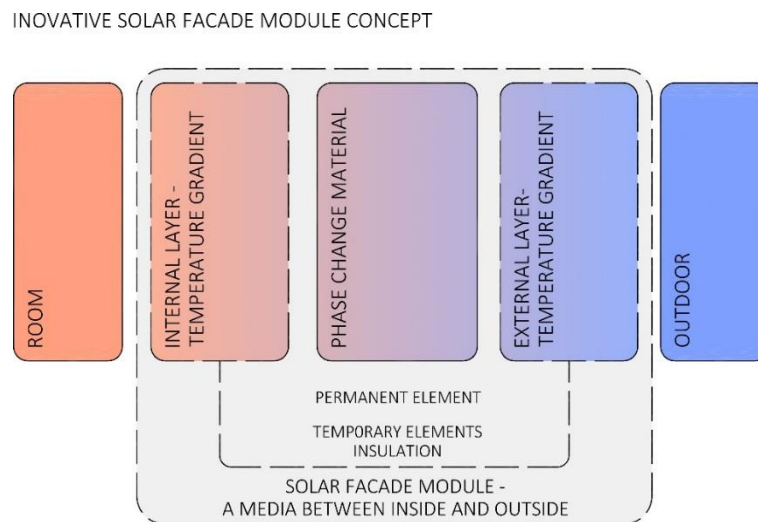 INOVATIVE SOLAR FACADE MODULE CONCEPT
ROOM
INTERNAL LAYER -
TEMPERATURE GRADIENT
PHASE CHANGE MATERIAL
EXTERNAL LAYER-
TEMPERATURE GRADIENT
OUTDOOR
PERMANENT ELEMENT
TEMPORARY ELEMENTS
INSULATION
SOLAR FACADE MODULE -
A MEDIA BETWEEN INSIDE AND OUTSIDE